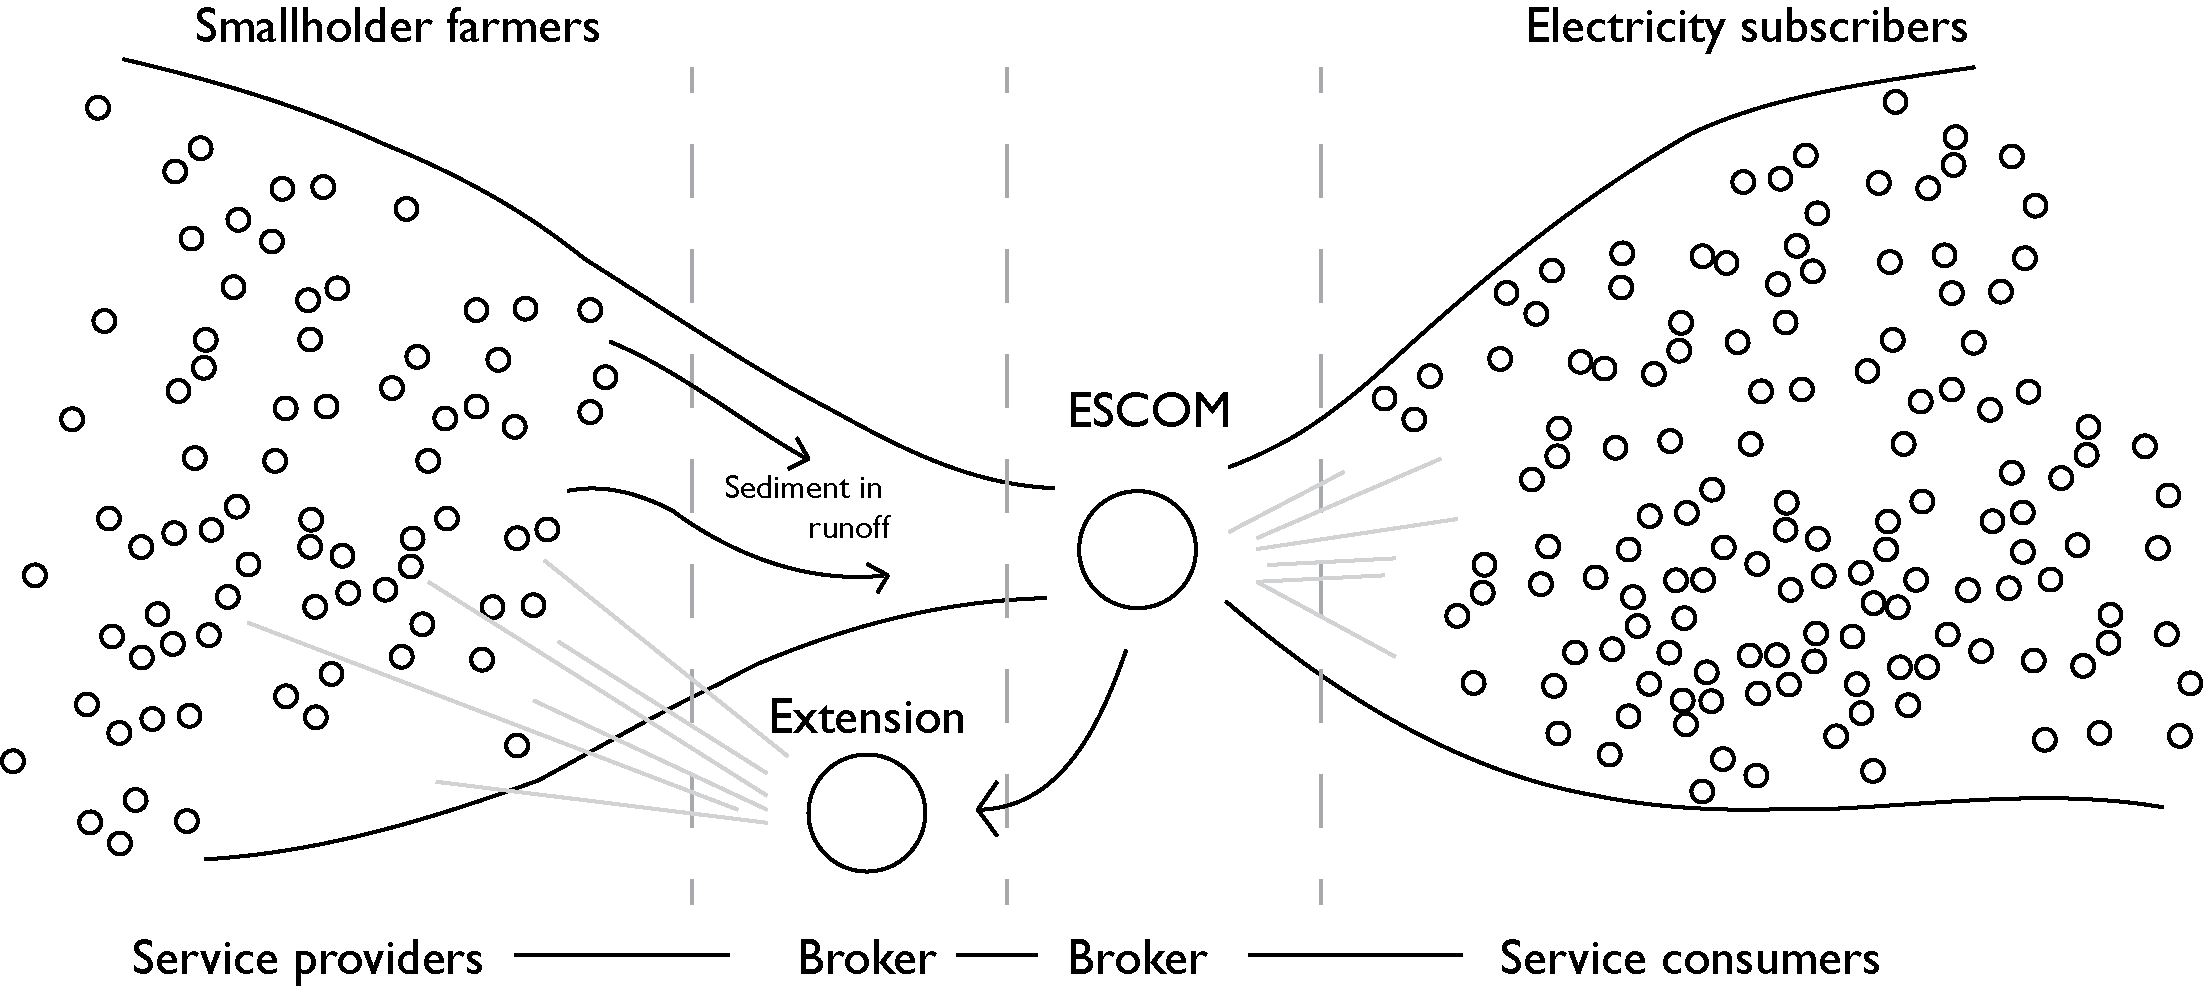 Smallholder farmers
Electricity subscribers
ESCOM
Sediment in
runoff
Extension
Service providers
Broker
Broker
Service consumers